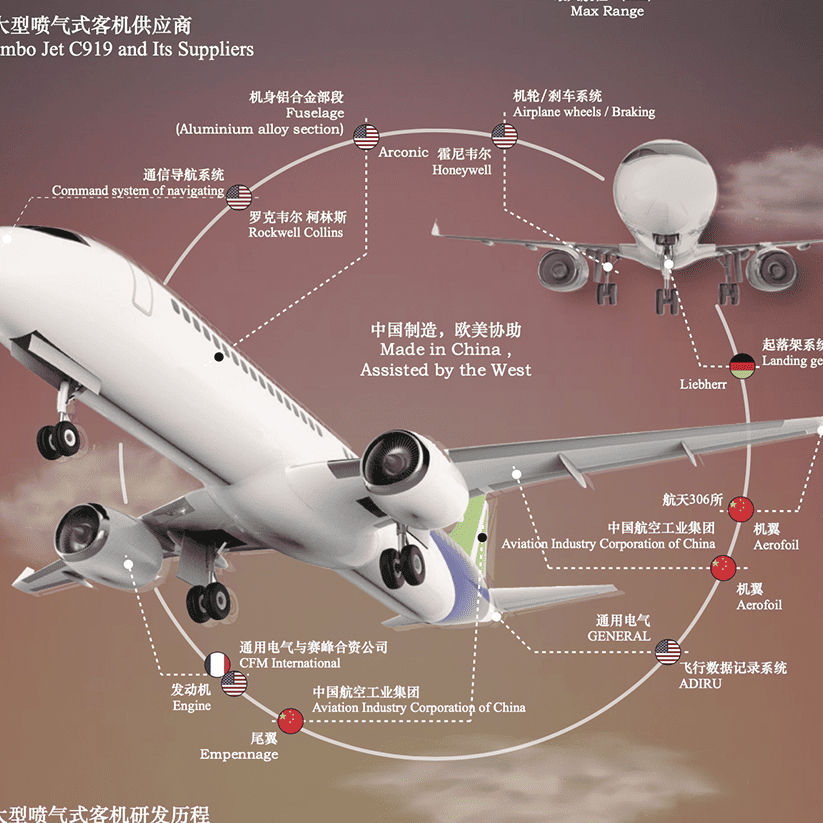 Max Range
大型喷气式客机供应商
mbo Jet C919 and Its Suppliers
机身铝合金部段
Fuselage
(Aluminium alloy section)
机轮/刹车系统
Airplane wheels / Braking
Arconic
霍尼韦尔
Honeywell
通信导航系统
Command system of navigating
罗克韦尔 柯林斯
Rockwell Collins
中国制造，欧美协助
Made in China ,
Assisted by the West
起落架系统
Landing ge
Liebherr
航天306所
机翼
Aerofoil
中国航空工业集团
Aviation Industry Corporation of China
机翼
Aerofoil
通用电气
GENERAL
飞行数据记录系统
ADIRU
通用电气与赛峰合资公司
CFM International
发动机
Engine
中国航空工业集团
Aviation Industry Corporation of China
尾翼
Empennage
大型喷气式客机研发历程